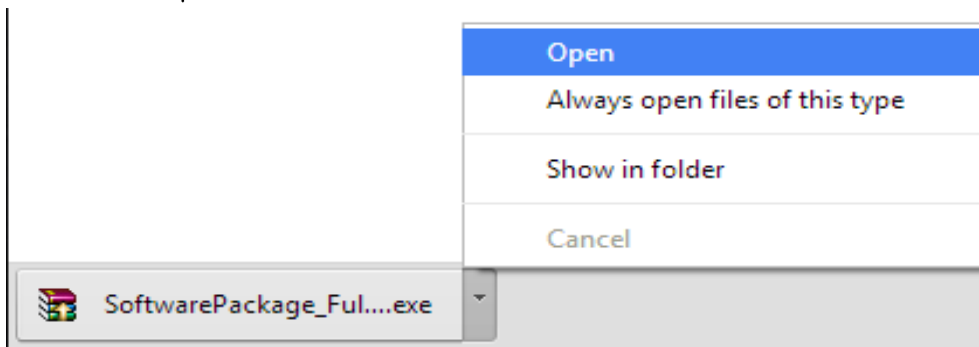 Open
Always open files of this type
Show in folder
Cancel
SoftwarePackage_Ful....exe